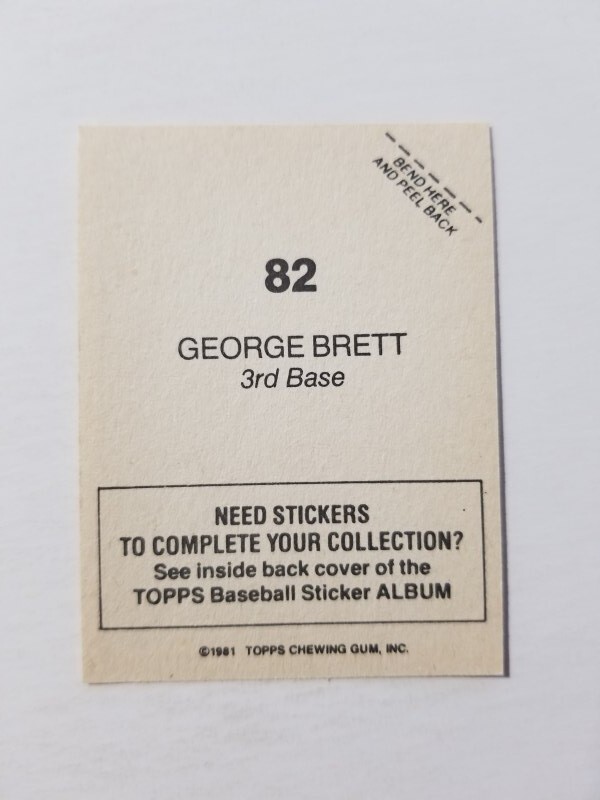 BEND HERE
AND PEEL BACK
82
GEORGE BRETT
3rd Base
NEED STICKERS
TO COMPLETE YOUR COLLECTION?
See inside back cover of the
TOPPS Baseball Sticker ALBUM
©1981 TOPPS CHEWING GUM, INC.